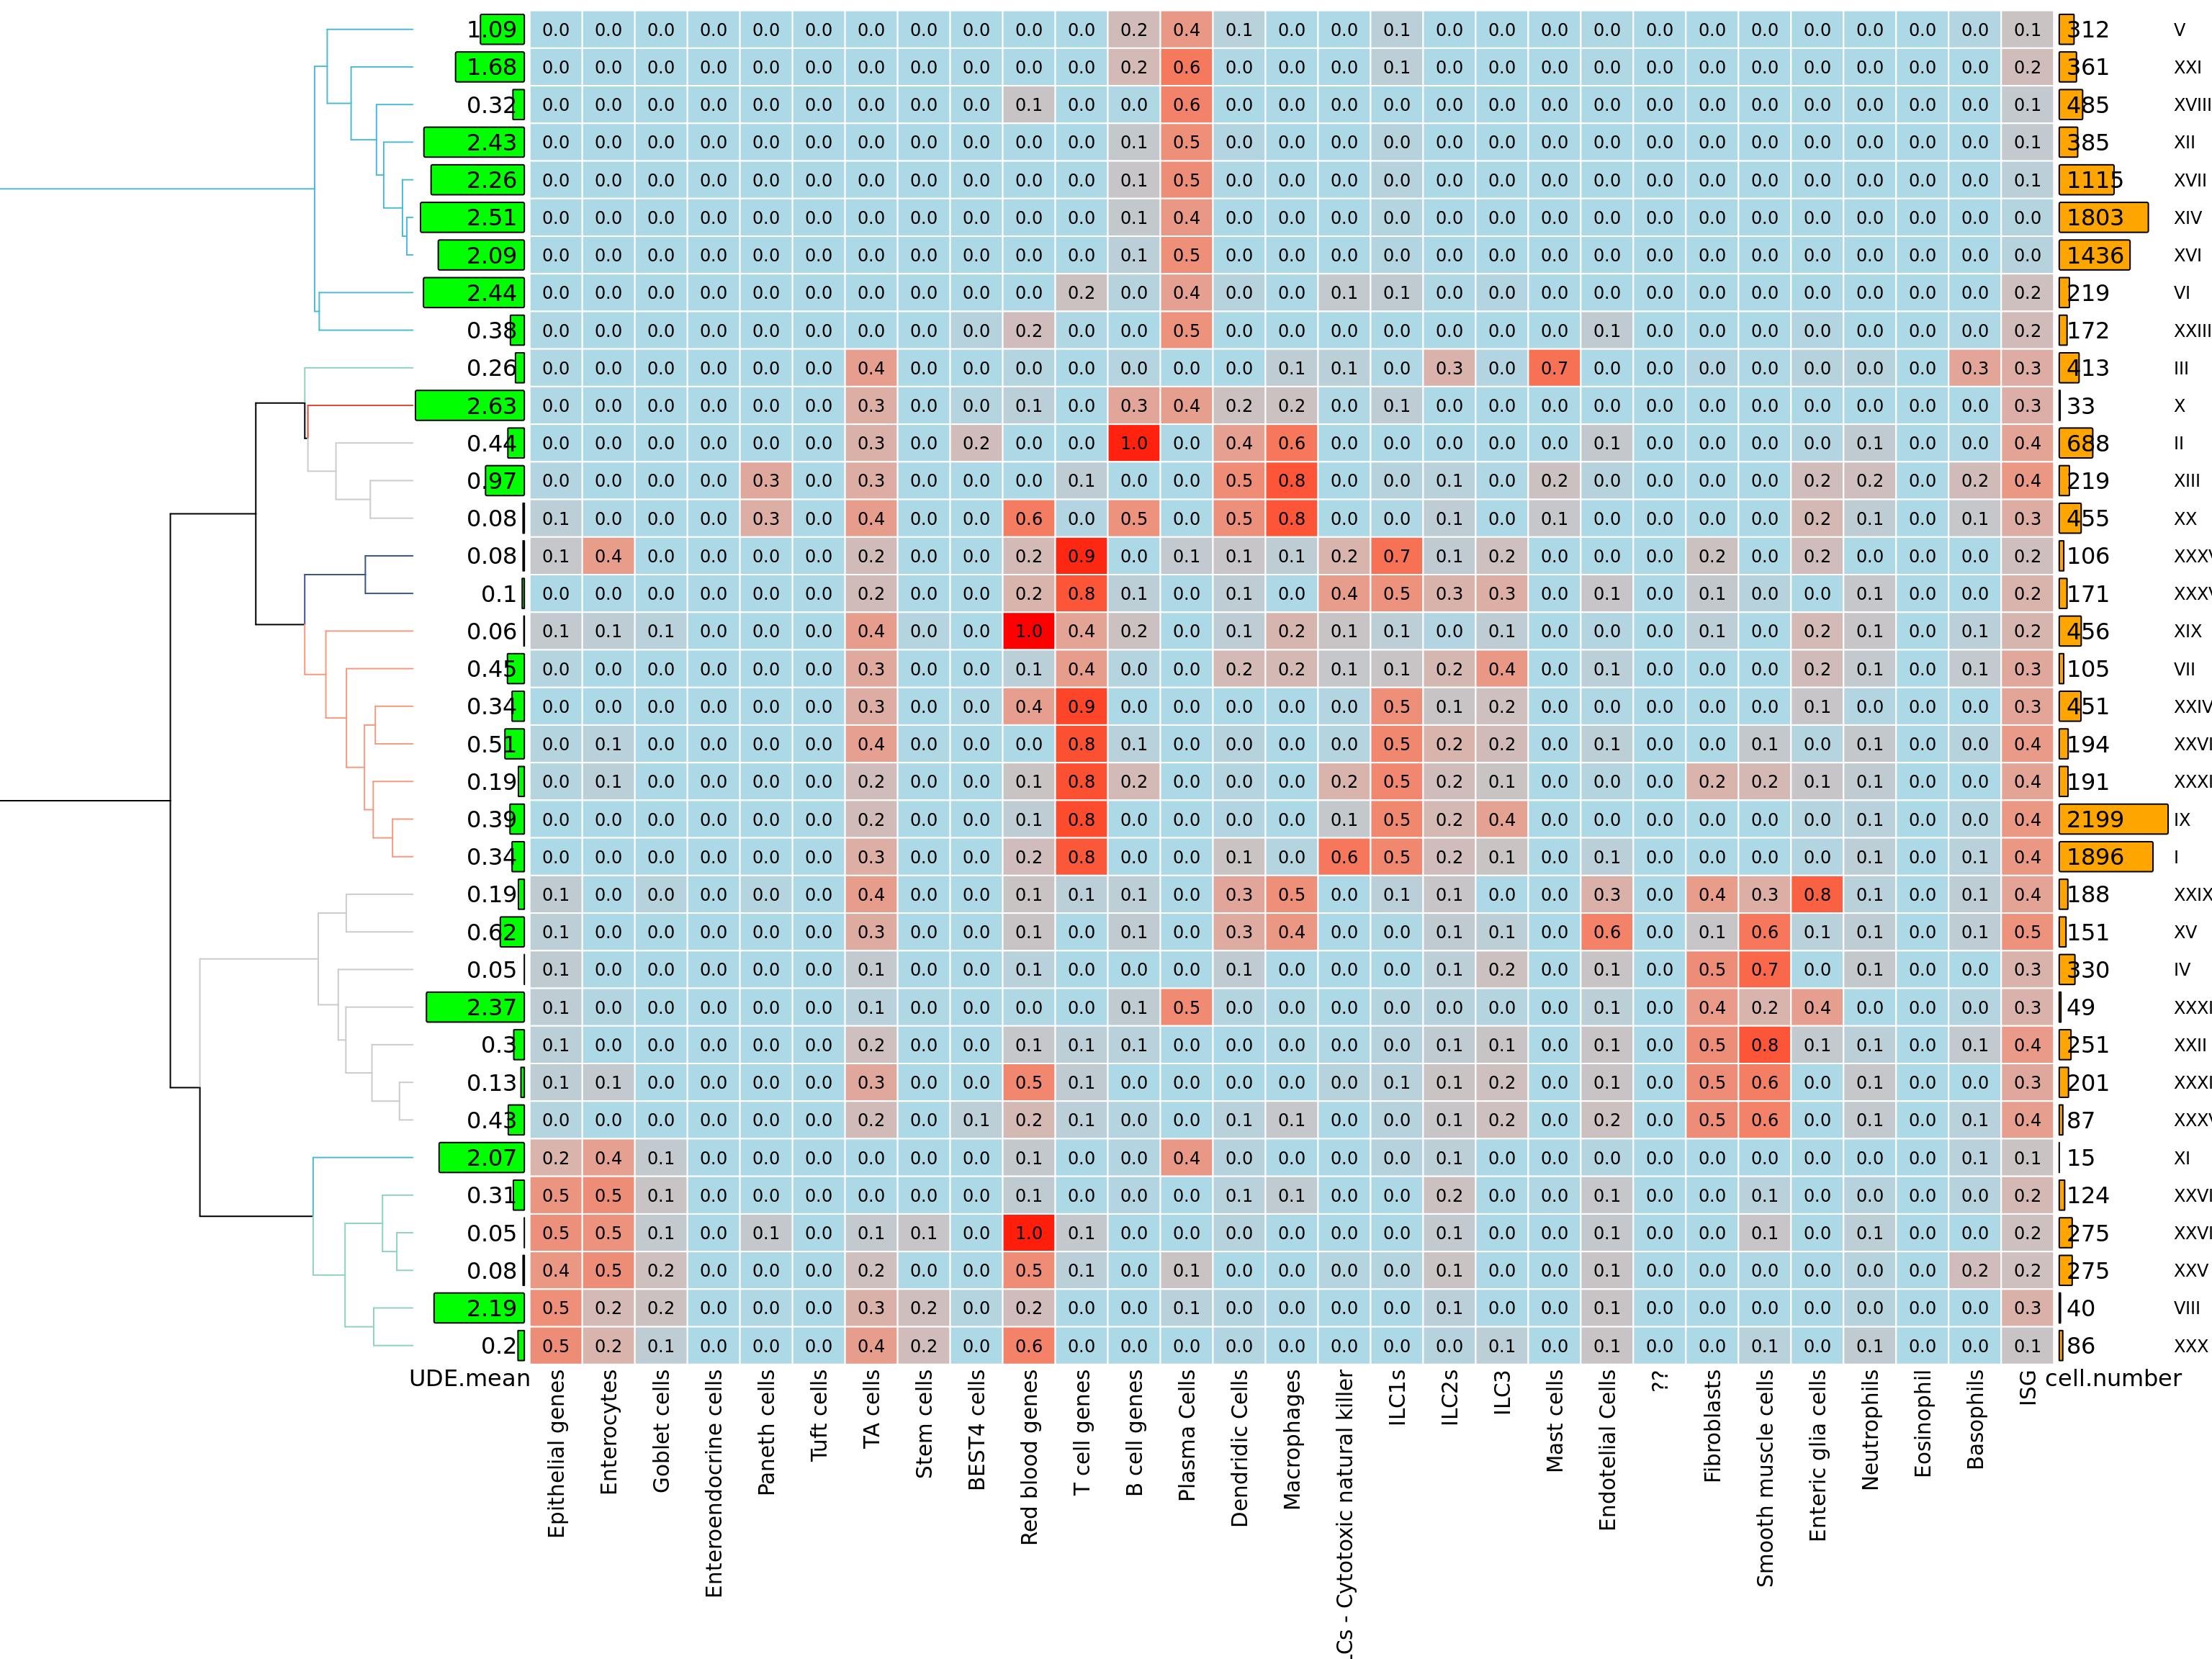 1.09 0.0 0.0 0.0 0.0 0.0 0.0 0.0 0.0 0.0 0.0 0.0 0.2 0.4 0.1 0.0 0.0 0.1 0.0 0.0 0.0 0.0 0.0 0.0 0.0 0.0 0.0 0.0 0.0 0.1 312 V
1.68 0.0 0.0 0.0 0.0 0.0 0.0 0.0 0.0 0.0 0.0 0.0 0.2 0.6 0.0 0.0 0.0 0.1 0.0 0.0 0.0 0.0 0.0 0.0 0.0 0.0 0.0 0.0 0.0 0.2 361 XXI
0.32 0.0 0.0 0.0 0.0 0.0 0.0 0.0 0.0 0.0 0.1 0.0 0.0 0.6 0.0 0.0 0.0 0.0 0.0 0.0 0.0 0.0 0.0 0.0 0.0 0.0 0.0 0.0 0.0 0.1 485 XVIII
2.43 0.0 0.0 0.0 0.0 0.0 0.0 0.0 0.0 0.0 0.0 0.0 0.1 0.5 0.0 0.0 0.0 0.0 0.0 0.0 0.0 0.0 0.0 0.0 0.0 0.0 0.0 0.0 0.0 0.1 385 XII
2.26 0.0 0.0 0.0 0.0 0.0 0.0 0.0 0.0 0.0 0.0 0.0 0.1 0.5 0.0 0.0 0.0 0.0 0.0 0.0 0.0 0.0 0.0 0.0 0.0 0.0 0.0 0.0 0.0 0.1 1115 XVII
2.51 0.0 0.0 0.0 0.0 0.0 0.0 0.0 0.0 0.0 0.0 0.0 0.1 0.4 0.0 0.0 0.0 0.0 0.0 0.0 0.0 0.0 0.0 0.0 0.0 0.0 0.0 0.0 0.0 0.0 1803 XIV
2.09 0.0 0.0 0.0 0.0 0.0 0.0 0.0 0.0 0.0 0.0 0.0 0.1 0.5 0.0 0.0 0.0 0.0 0.0 0.0 0.0 0.0 0.0 0.0 0.0 0.0 0.0 0.0 0.0 0.0 1436 XVI
2.44 0.0 0.0 0.0 0.0 0.0 0.0 0.0 0.0 0.0 0.0 0.2 0.0 0.4 0.0 0.0 0.1 0.1 0.0 0.0 0.0 0.0 0.0 0.0 0.0 0.0 0.0 0.0 0.0 0.2 219 VI
0.38 0.0 0.0 0.0 0.0 0.0 0.0 0.0 0.0 0.0 0.2 0.0 0.0 0.5 0.0 0.0 0.0 0.0 0.0 0.0 0.0 0.1 0.0 0.0 0.0 0.0 0.0 0.0 0.0 0.2 172 XXIII
0.26 0.0 0.0 0.0 0.0 0.0 0.0 0.4 0.0 0.0 0.0 0.0 0.0 0.0 0.0 0.1 0.1 0.0 0.3 0.0 0.7 0.0 0.0 0.0 0.0 0.0 0.0 0.0 0.3 0.3 413 III
2.63 0.0 0.0 0.0 0.0 0.0 0.0 0.3 0.0 0.0 0.1 0.0 0.3 0.4 0.2 0.2 0.0 0.1 0.0 0.0 0.0 0.0 0.0 0.0 0.0 0.0 0.0 0.0 0.0 0.3 33 X
0.44 0.0 0.0 0.0 0.0 0.0 0.0 0.3 0.0 0.2 0.0 0.0 1.0 0.0 0.4 0.6 0.0 0.0 0.0 0.0 0.0 0.1 0.0 0.0 0.0 0.0 0.1 0.0 0.0 0.4 688 II
0.97 0.0 0.0 0.0 0.0 0.3 0.0 0.3 0.0 0.0 0.0 0.1 0.0 0.0 0.5 0.8 0.0 0.0 0.1 0.0 0.2 0.0 0.0 0.0 0.0 0.2 0.2 0.0 0.2 0.4 219 XIII
0.08 0.1 0.0 0.0 0.0 0.3 0.0 0.4 0.0 0.0 0.6 0.0 0.5 0.0 0.5 0.8 0.0 0.0 0.1 0.0 0.1 0.0 0.0 0.0 0.0 0.2 0.1 0.0 0.1 0.3 455 XX
0.08 0.1 0.4 0.0 0.0 0.0 0.0 0.2 0.0 0.0 0.2 0.9 0.0 0.1 0.1 0.1 0.2 0.7 0.1 0.2 0.0 0.0 0.0 0.2 0.0 0.2 0.0 0.0 0.0 0.2 106 XXXV
0.1 0.0 0.0 0.0 0.0 0.0 0.0 0.2 0.0 0.0 0.2 0.8 0.1 0.0 0.1 0.0 0.4 0.5 0.3 0.3 0.0 0.1 0.0 0.1 0.0 0.0 0.1 0.0 0.0 0.2 171 XXXV
0.06 0.1 0.1 0.1 0.0 0.0 0.0 0.4 0.0 0.0 1.0 0.4 0.2 0.0 0.1 0.2 0.1 0.1 0.0 0.1 0.0 0.0 0.0 0.1 0.0 0.2 0.1 0.0 0.1 0.2 456 XIX
0.45 0.0 0.0 0.0 0.0 0.0 0.0 0.3 0.0 0.0 0.1 0.4 0.0 0.0 0.2 0.2 0.1 0.1 0.2 0.4 0.0 0.1 0.0 0.0 0.0 0.2 0.1 0.0 0.1 0.3 105 VII
0.34 0.0 0.0 0.0 0.0 0.0 0.0 0.3 0.0 0.0 0.4 0.9 0.0 0.0 0.0 0.0 0.0 0.5 0.1 0.2 0.0 0.0 0.0 0.0 0.0 0.1 0.0 0.0 0.0 0.3 451 XXIV
0.51 0.0 0.1 0.0 0.0 0.0 0.0 0.4 0.0 0.0 0.0 0.8 0.1 0.0 0.0 0.0 0.0 0.5 0.2 0.2 0.0 0.1 0.0 0.0 0.1 0.0 0.1 0.0 0.0 0.4 194 XXVI
0.19 0.0 0.1 0.0 0.0 0.0 0.0 0.2 0.0 0.0 0.1 0.8 0.2 0.0 0.0 0.0 0.2 0.5 0.2 0.1 0.0 0.0 0.0 0.2 0.2 0.1 0.1 0.0 0.0 0.4 191 XXXI
0.39 0.0 0.0 0.0 0.0 0.0 0.0 0.2 0.0 0.0 0.1 0.8 0.0 0.0 0.0 0.0 0.1 0.5 0.2 0.4 0.0 0.0 0.0 0.0 0.0 0.0 0.1 0.0 0.0 0.4 2199 IX
0.34 0.0 0.0 0.0 0.0 0.0 0.0 0.3 0.0 0.0 0.2 0.8 0.0 0.0 0.1 0.0 0.6 0.5 0.2 0.1 0.0 0.1 0.0 0.0 0.0 0.0 0.1 0.0 0.1 0.4 1896 I
0.19 0.1 0.0 0.0 0.0 0.0 0.0 0.4 0.0 0.0 0.1 0.1 0.1 0.0 0.3 0.5 0.0 0.1 0.1 0.0 0.0 0.3 0.0 0.4 0.3 0.8 0.1 0.0 0.1 0.4 188 XXIX
0.62 0.1 0.0 0.0 0.0 0.0 0.0 0.3 0.0 0.0 0.1 0.0 0.1 0.0 0.3 0.4 0.0 0.0 0.1 0.1 0.0 0.6 0.0 0.1 0.6 0.1 0.1 0.0 0.1 0.5 151 XV
0.05 0.1 0.0 0.0 0.0 0.0 0.0 0.1 0.0 0.0 0.1 0.0 0.0 0.0 0.1 0.0 0.0 0.0 0.1 0.2 0.0 0.1 0.0 0.5 0.7 0.0 0.1 0.0 0.0 0.3 330 IV
2.37 0.1 0.0 0.0 0.0 0.0 0.0 0.1 0.0 0.0 0.0 0.0 0.1 0.5 0.0 0.0 0.0 0.0 0.0 0.0 0.0 0.1 0.0 0.4 0.2 0.4 0.0 0.0 0.0 0.3 49 XXXI
0.3 0.1 0.0 0.0 0.0 0.0 0.0 0.2 0.0 0.0 0.1 0.1 0.1 0.0 0.0 0.0 0.0 0.0 0.1 0.1 0.0 0.1 0.0 0.5 0.8 0.1 0.1 0.0 0.1 0.4 251 XXII
0.13 0.1 0.1 0.0 0.0 0.0 0.0 0.3 0.0 0.0 0.5 0.1 0.0 0.0 0.0 0.0 0.0 0.1 0.1 0.2 0.0 0.1 0.0 0.5 0.6 0.0 0.1 0.0 0.0 0.3 201 XXXI
0.43 0.0 0.0 0.0 0.0 0.0 0.0 0.2 0.0 0.1 0.2 0.1 0.0 0.0 0.1 0.1 0.0 0.0 0.1 0.2 0.0 0.2 0.0 0.5 0.6 0.0 0.1 0.0 0.1 0.4 87 XXXV
2.07 0.2 0.4 0.1 0.0 0.0 0.0 0.0 0.0 0.0 0.1 0.0 0.0 0.4 0.0 0.0 0.0 0.0 0.1 0.0 0.0 0.0 0.0 0.0 0.0 0.0 0.0 0.0 0.1 0.1 15 XI
0.31 0.5 0.5 0.1 0.0 0.0 0.0 0.0 0.0 0.0 0.1 0.0 0.0 0.0 0.1 0.1 0.0 0.0 0.2 0.0 0.0 0.1 0.0 0.0 0.1 0.0 0.0 0.0 0.0 0.2 124 XXVI
0.05 0.5 0.5 0.1 0.0 0.1 0.0 0.1 0.1 0.0 1.0 0.1 0.0 0.0 0.0 0.0 0.0 0.0 0.1 0.0 0.0 0.1 0.0 0.0 0.1 0.0 0.1 0.0 0.0 0.2 275 XXVI
0.08 0.4 0.5 0.2 0.0 0.0 0.0 0.2 0.0 0.0 0.5 0.1 0.0 0.1 0.0 0.0 0.0 0.0 0.1 0.0 0.0 0.1 0.0 0.0 0.0 0.0 0.0 0.0 0.2 0.2 275 XXV
2.19 0.5 0.2 0.2 0.0 0.0 0.0 0.3 0.2 0.0 0.2 0.0 0.0 0.1 0.0 0.0 0.0 0.0 0.1 0.0 0.0 0.1 0.0 0.0 0.0 0.0 0.0 0.0 0.0 0.3 40 VIII
0.2 0.5 0.2 0.1 0.0 0.0 0.0 0.4 0.2 0.0 0.6 0.0 0.0 0.0 0.0 0.0 0.0 0.0 0.0 0.1 0.0 0.1 0.0 0.0 0.1 0.0 0.1 0.0 0.0 0.1 86 XXX
UDE.mean
Epithelial genes
Enterocytes
Goblet cells
Enteroendocrine cells
Paneth cells
Tuft cells
TA cells
Stem cells
BEST4 cells
Red blood genes
T cell genes
B cell genes
Plasma Cells
Dendridic Cells
Macrophages
LCs - Cytotoxic natural killer
ILC1s
ILC2s
ILC3
Mast cells
Endotelial Cells
??
Fibroblasts
Smooth muscle cells
Enteric glia cells
Neutrophils
Eosinophil
Basophils
ISG
cell.number